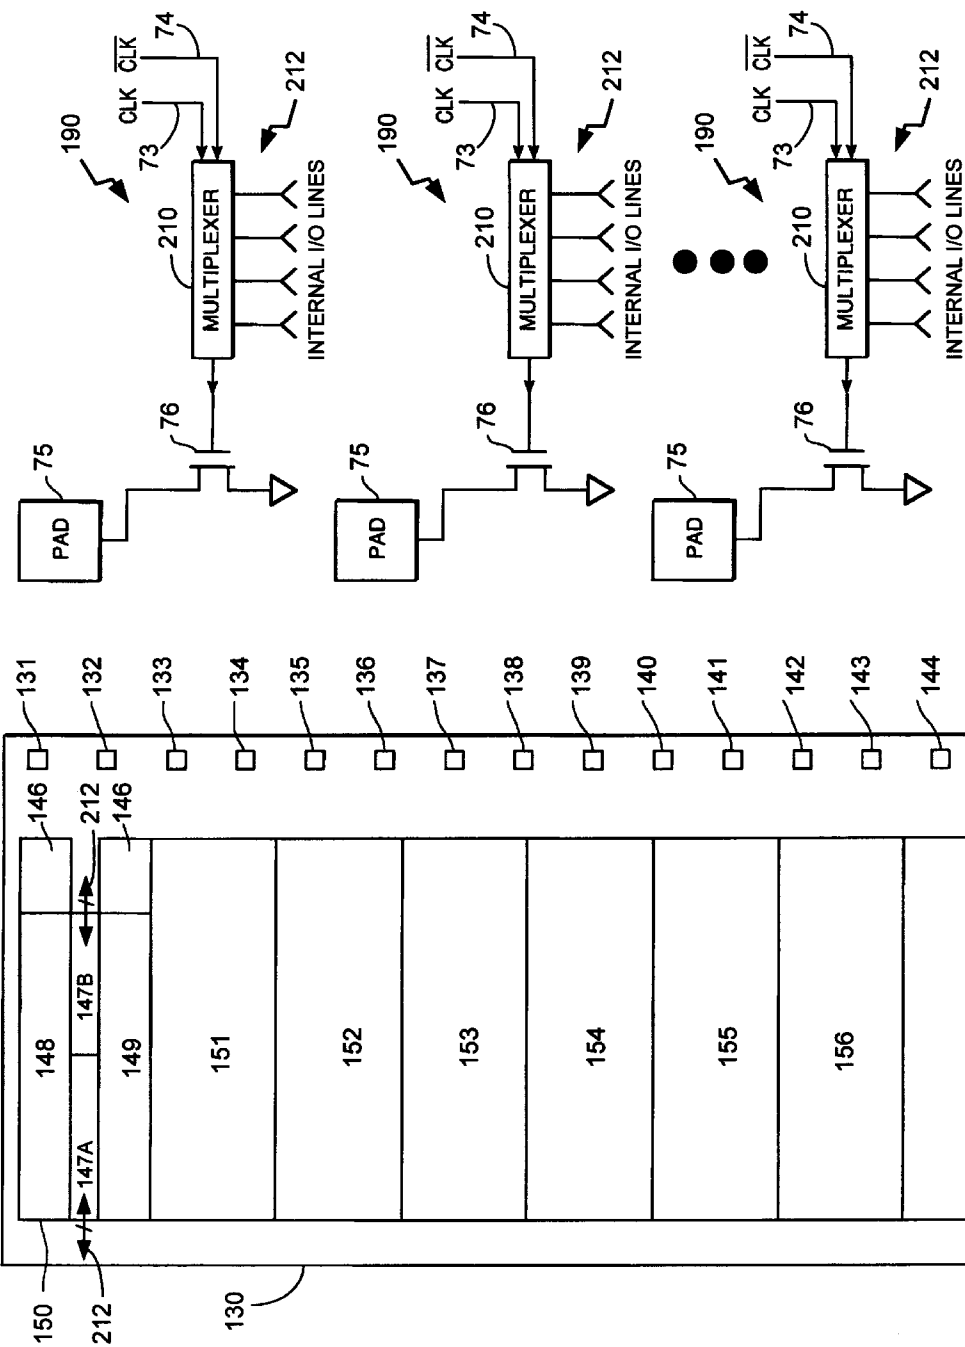 190
CLK
CLK
210
73
74
MULTIPLEXER
75
76
PAD
INTERNAL I/O LINES
212
190
CLK
CLK
210
73
74
MULTIPLEXER
75
76
PAD
INTERNAL I/O LINES
212
190
CLK
CLK
210
73
74
MULTIPLEXER
75
76
PAD
INTERNAL I/O LINES
212
131
132
133
134
135
136
137
138
139
140
141
142
143
144
146
212
146
148
147B
149
147A
151
152
153
154
155
156
150
212
130